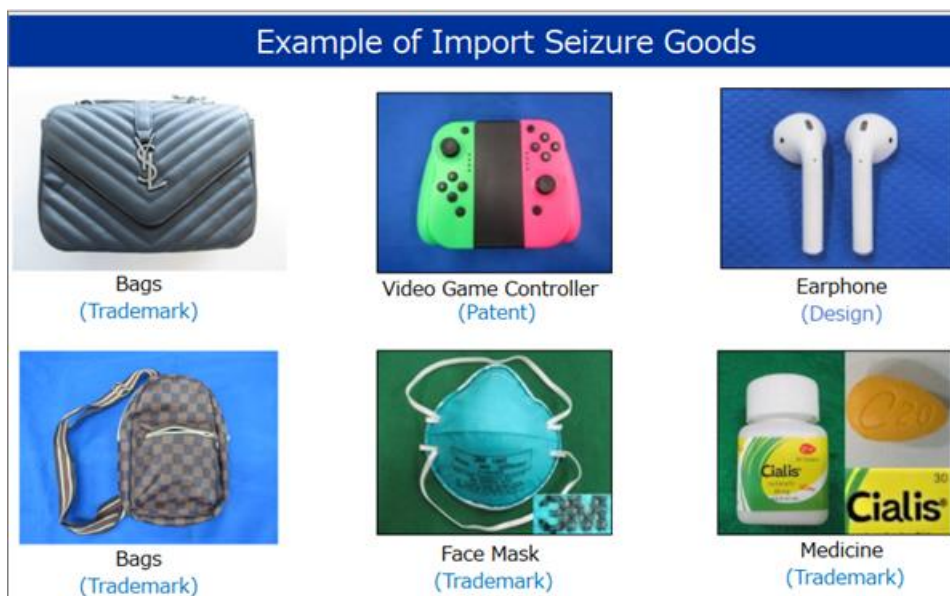 Example of Import Seizure Goods
YSL
Bags
(Trademark)
Video Game Controller
(Patent)
Earphone
(Design)
3M
C20
Cialis
30
Cialis®
Bags
(Trademark)
Face Mask
(Trademark)
Medicine
(Trademark)